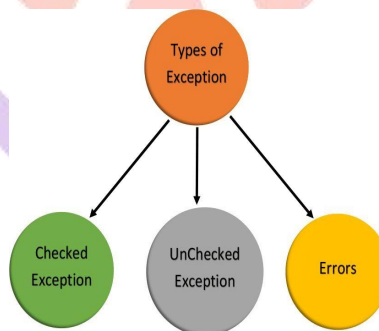 Types of
Exception
Checked
Exception
UnChecked
Exception
Errors